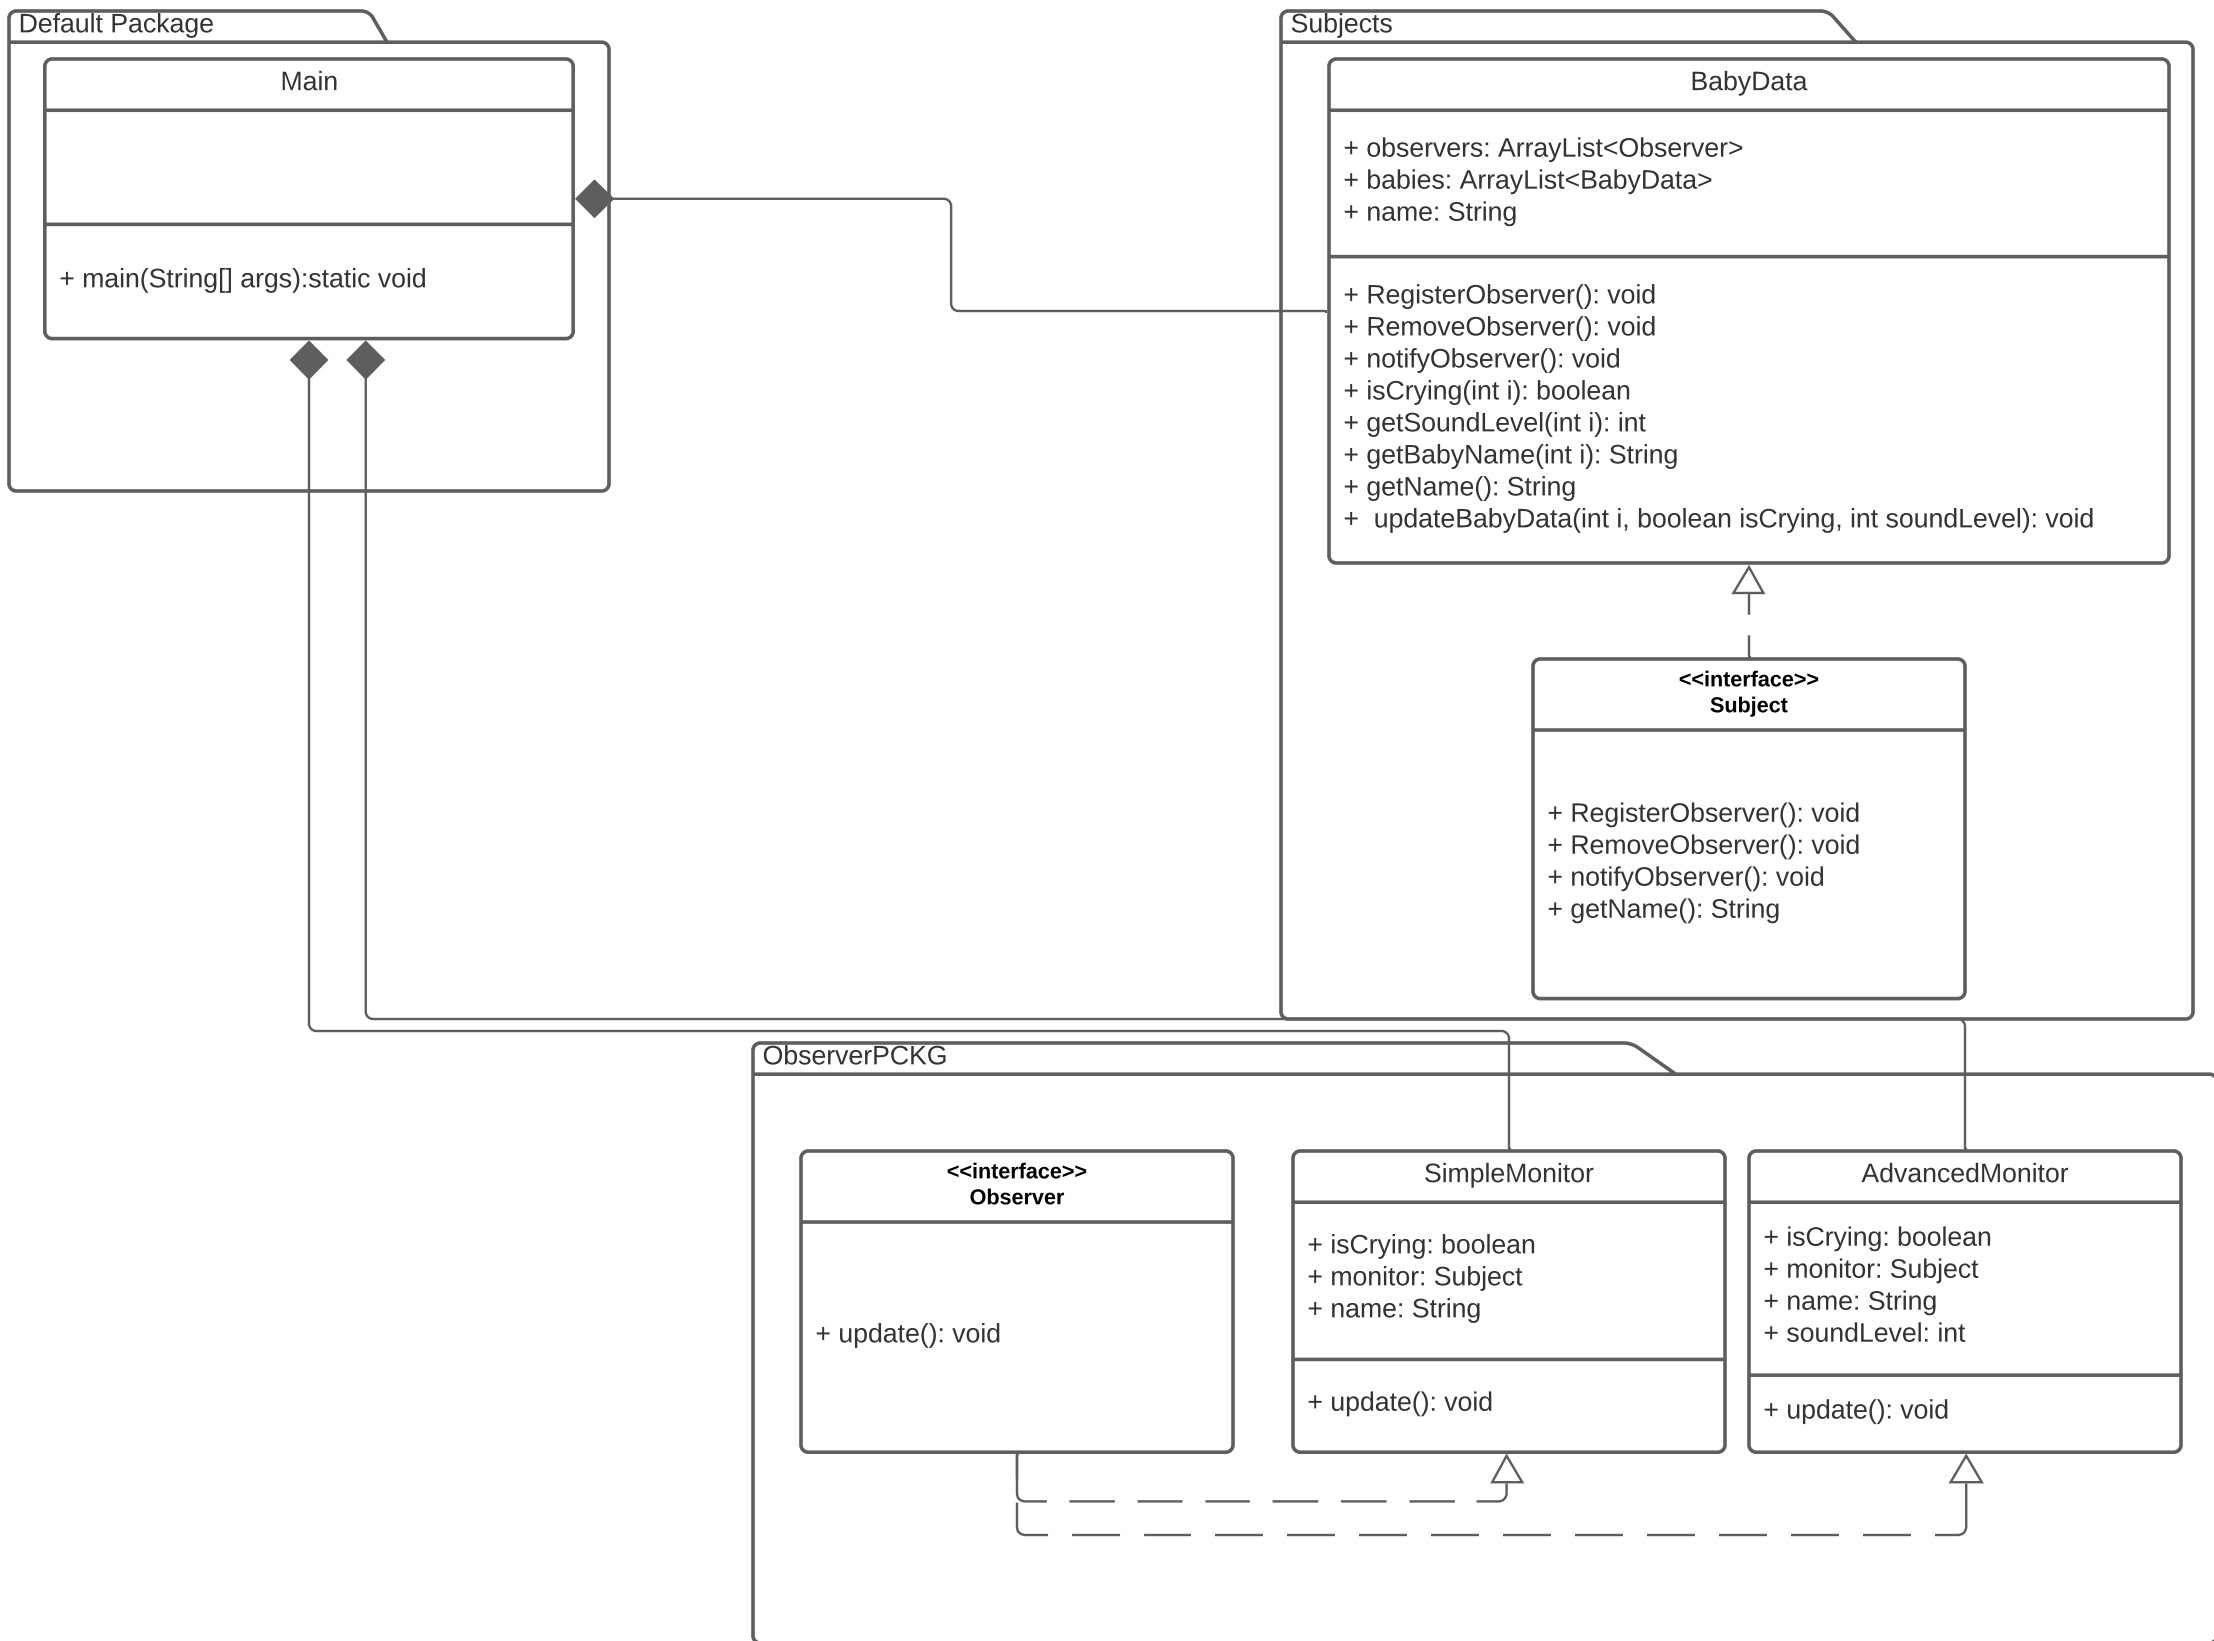 Default Package
Main
+ main(String[] args):static void
Subjects
BabyData
+ observers: ArrayList<Observer>
+ babies: ArrayList<BabyData>
+ name: String
+ RegisterObserver(): void
+ RemoveObserver(): void
+ notifyObserver(): void
+ isCrying(int i): boolean
+ getSoundLevel(int i): int
+ getBabyName(int i): String
+ getName(): String
+  updateBabyData(int i, boolean isCrying, int soundLevel): void
<<interface>>
Subject
+ RegisterObserver(): void
+ RemoveObserver(): void
+ notifyObserver(): void
+ getName(): String
ObserverPCKG
<<interface>>
Observer
+ update(): void
SimpleMonitor
+ isCrying: boolean
+ monitor: Subject
+ name: String
+ update(): void
AdvancedMonitor
+ isCrying: boolean
+ monitor: Subject
+ name: String
+ soundLevel: int
+ update(): void